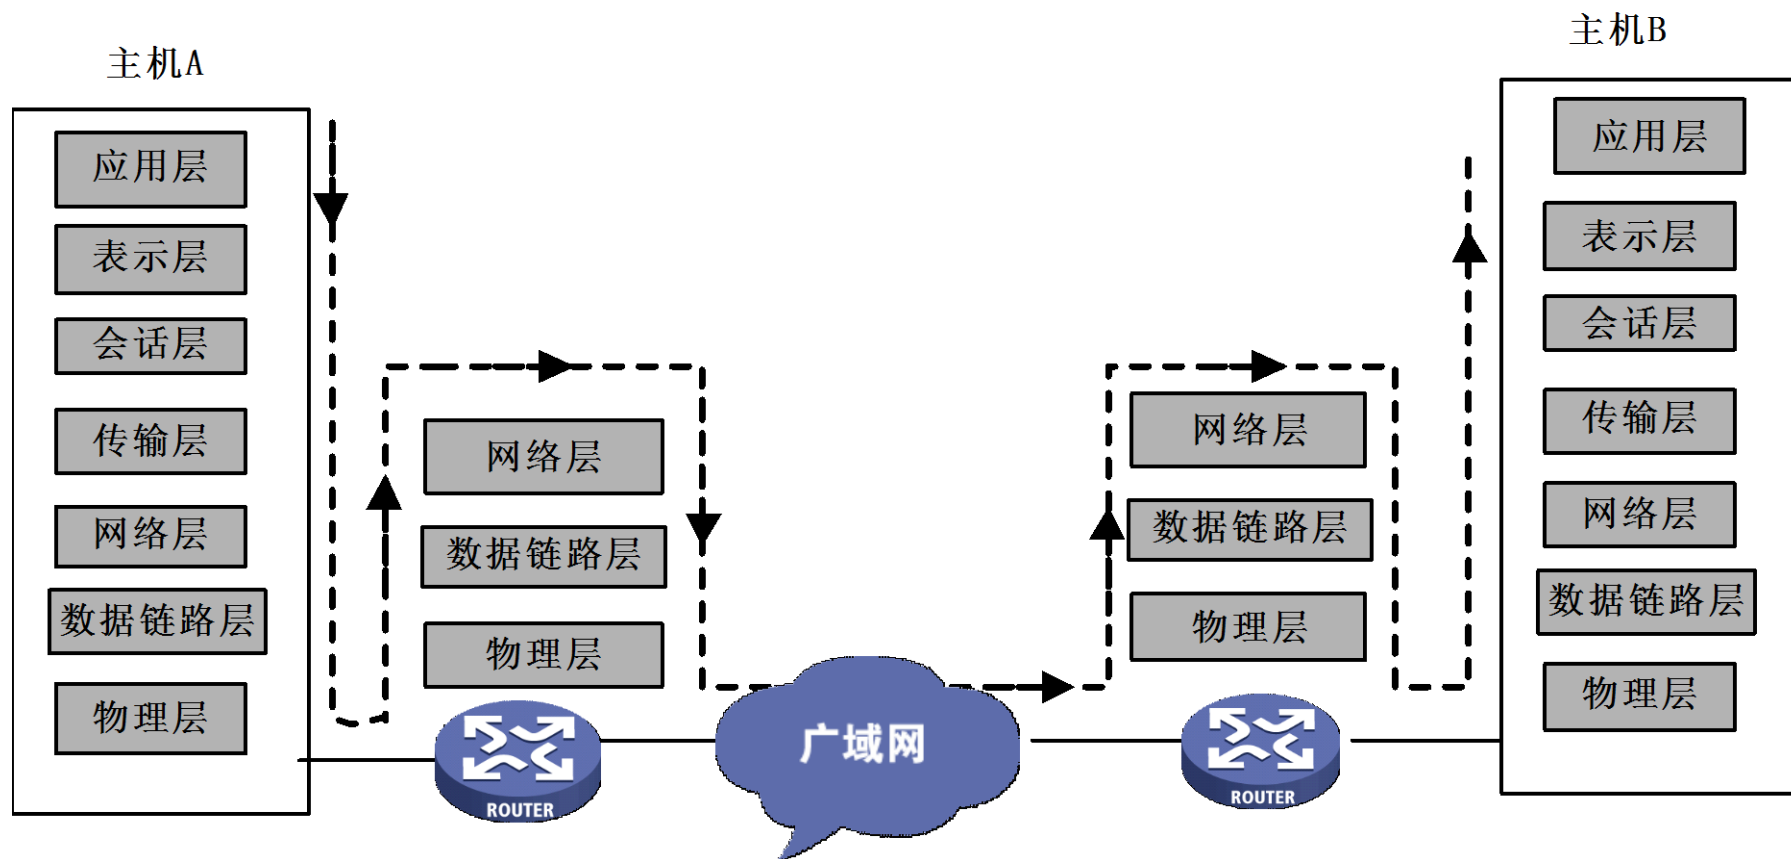 主机A
应用层
表示层
会话层
传输层
网络层
数据链路层
物理层
网络层
数据链路层
物理层
ROUTER
广域网
网络层
数据链路层
物理层
ROUTER
主机B
应用层
表示层
会话层
传输层
网络层
数据链路层
物理层